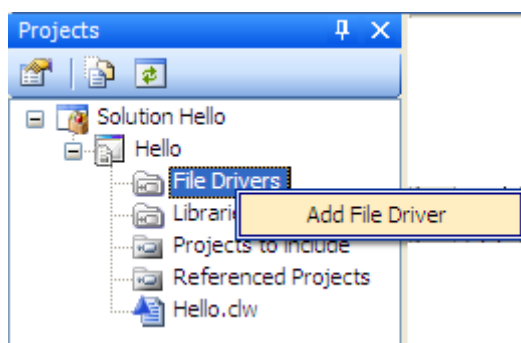 Projects
Solution Hello
Hello
File Drivers
Add File Driver
Projects to Include
Referenced Projects
Hello.clw